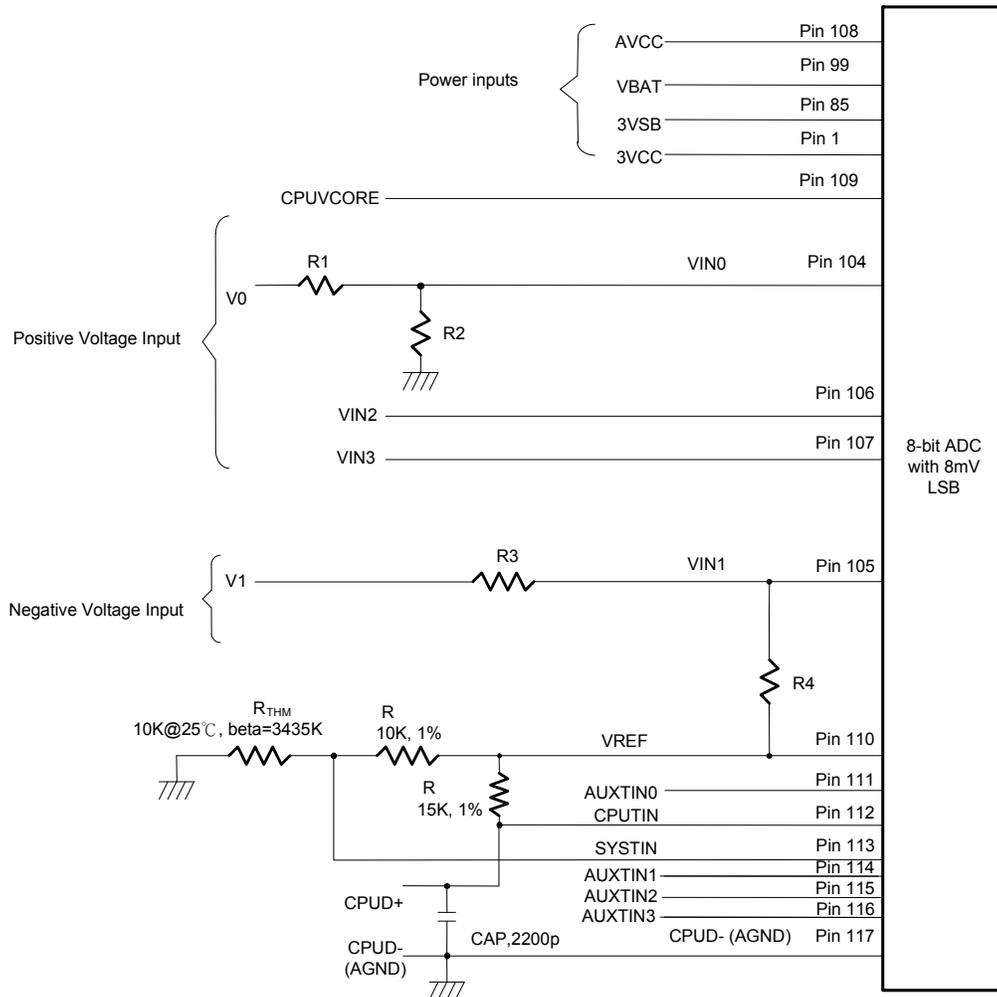 Power inputs
AVCC
Pin 108
VBAT
Pin 99
3VSB
Pin 85
3VCC
Pin 1
CPUVCORE
Pin 109
Positive Voltage Input
V0
R1
R2
VIN0
Pin 104
VIN2
Pin 106
VIN3
Pin 107
8-bit ADC
with 8mV
LSB
Negative Voltage Input
V1
R3
VIN1
Pin 105
R4
RTHM
10K@25℃, beta=3435K
R
10K, 1%
VREF
Pin 110
R
15K, 1%
AUXTIN0
Pin 111
CPUTIN
Pin 112
SYSTIN
Pin 113
AUXTIN1
Pin 114
AUXTIN2
Pin 115
AUXTIN3
Pin 116
CPUD+
CAP,2200p
CPUD-
(AGND)
CPUD- (AGND)
Pin 117